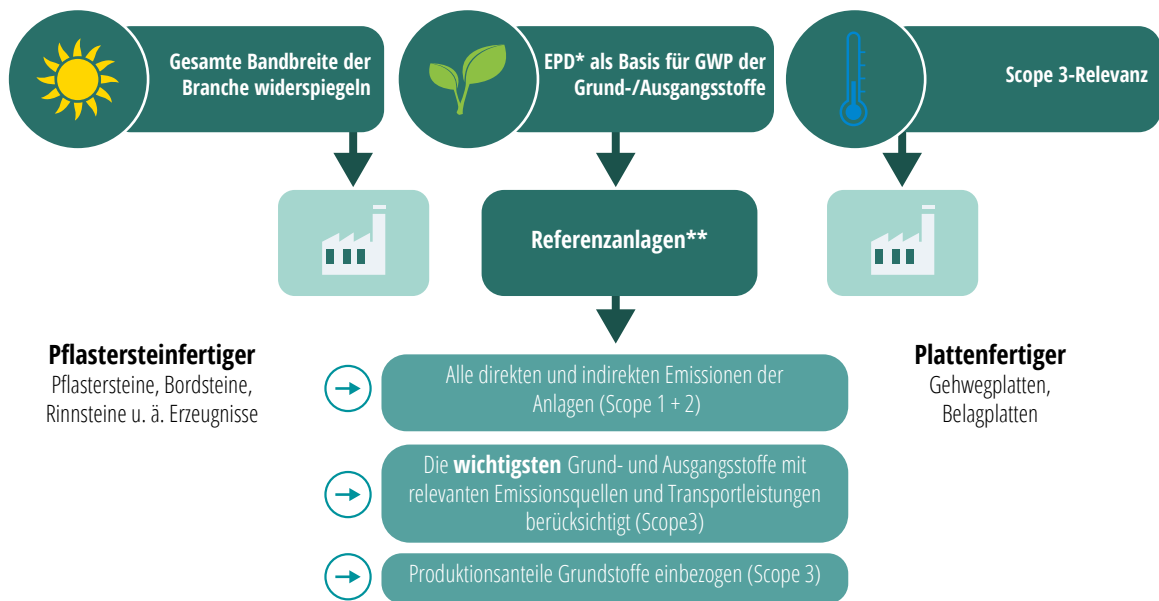 Gesamte Bandbreite der
Branche widerspiegeln
EPD* als Basis für GWP der
Grund-/Ausgangsstoffe
Scope 3-Relevanz
Referenzanlagen**
Pflastersteinfertiger
Pflastersteine, Bordsteine,
Rinnsteine u. ä. Erzeugnisse
Plattenfertiger
Gehwegplatten,
Belagplatten
Alle direkten und indirekten Emissionen der
Anlagen (Scope 1 + 2)
Die wichtigsten Grund- und Ausgangsstoffe mit
relevanten Emissionsquellen und Transportleistungen
berücksichtigt (Scope3)
Produktionsanteile Grundstoffe einbezogen (Scope 3)